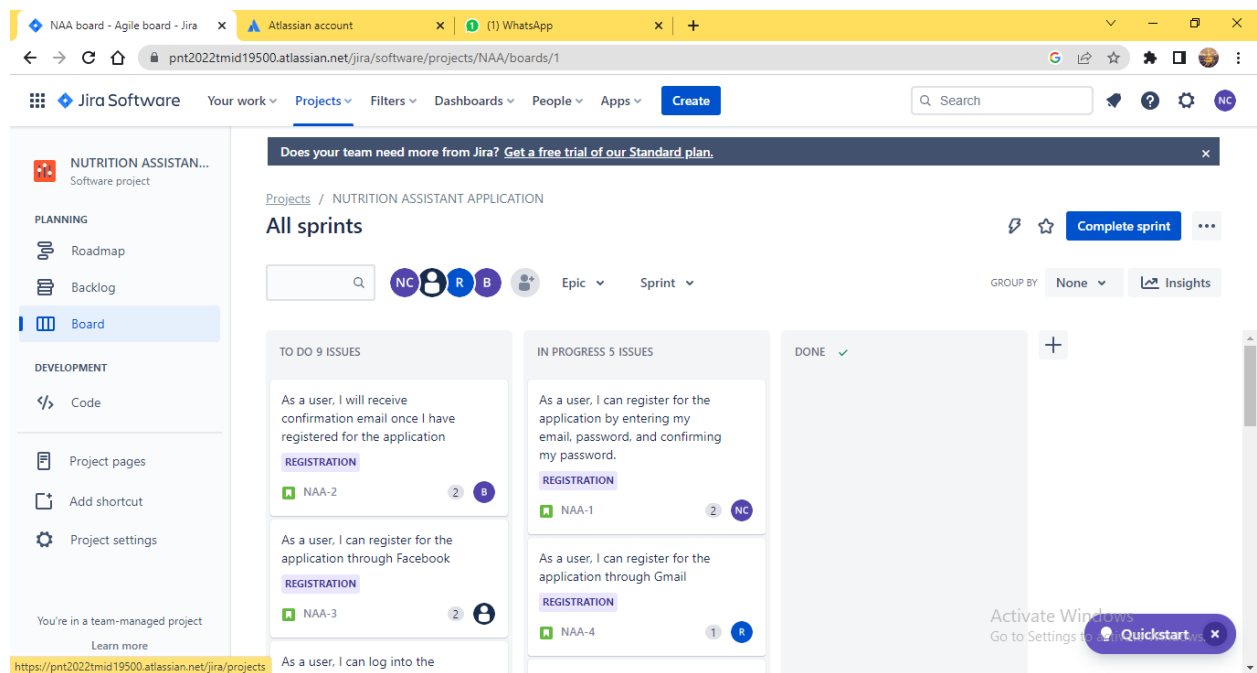 NAA board - Agile board - Jira
Atlassian account
1 (1) WhatsApp
pnt2022tmid19500.atlassian.net/jira/software/projects/NAA/boards/1
G
Jira Software Your work Projects Filters Dashboards People Apps Create Search NC
NUTRITION ASSISTAN...
Software project
PLANNING
Roadmap
Backlog
Board
DEVELOPMENT
Code
Project pages
Add shortcut
Project settings
You're in a team-managed project
Learn more
https://pnt2022tmid19500.atlassian.net/jira/projects
Does your team need more from Jira? Get a free trial of our Standard plan.
Projects / NUTRITION ASSISTANT APPLICATION
All sprints
Complete sprint
NC R B Epic Sprint GROUP BY None Insights
TO DO 9 ISSUES
As a user, I will receive
confirmation email once I have
registered for the application
REGISTRATION
NAA-2 2 B
As a user, I can register for the
application through Facebook
REGISTRATION
NAA-3 2
As a user, I can log into the
IN PROGRESS 5 ISSUES
As a user, I can register for the
application by entering my
email, password, and confirming
my password.
REGISTRATION
NAA-1 2 NC
As a user, I can register for the
application through Gmail
REGISTRATION
NAA-4 1 R
DONE
Activate Windows
Go to Settings to activate Windows.
Quickstart